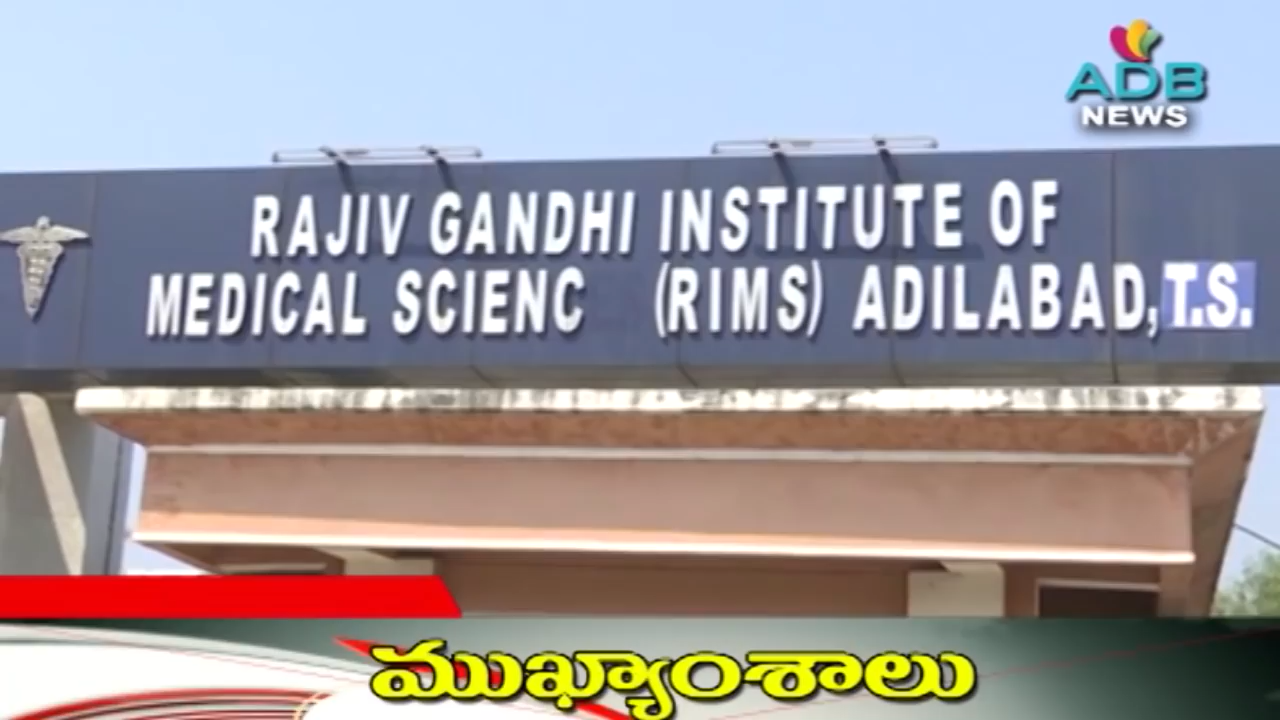 ADB
NEWS
RAJIV GANDHI INSTITUTE OF
MEDICAL SCIENC (RIMS) ADILABAD, T.S.
ముఖ్యాంశాలు